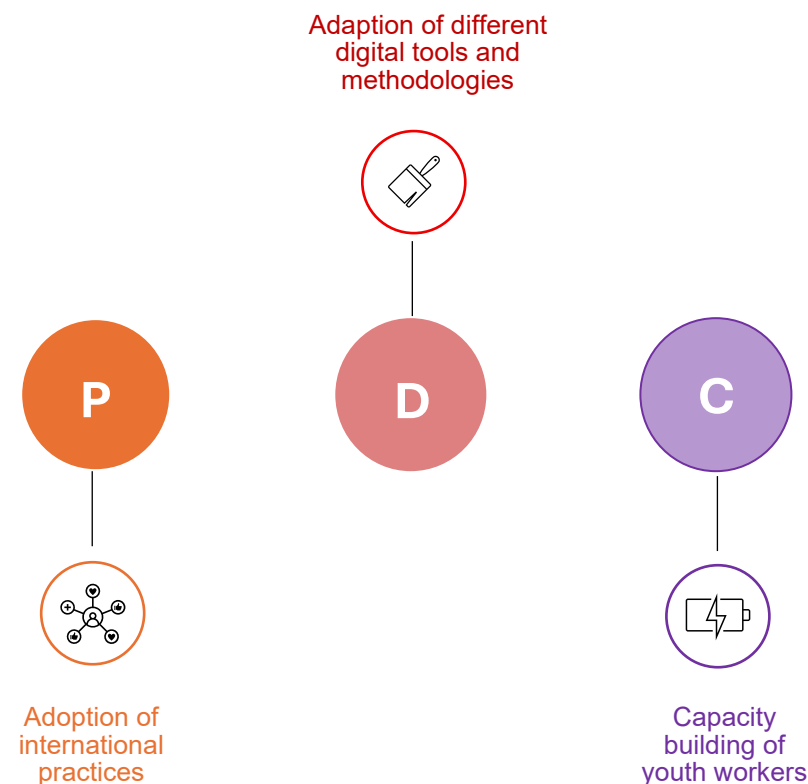 Adaption of different
digital tools and
methodologies
P
D
C
Adoption of
international
practices
Capacity
building of
youth workers